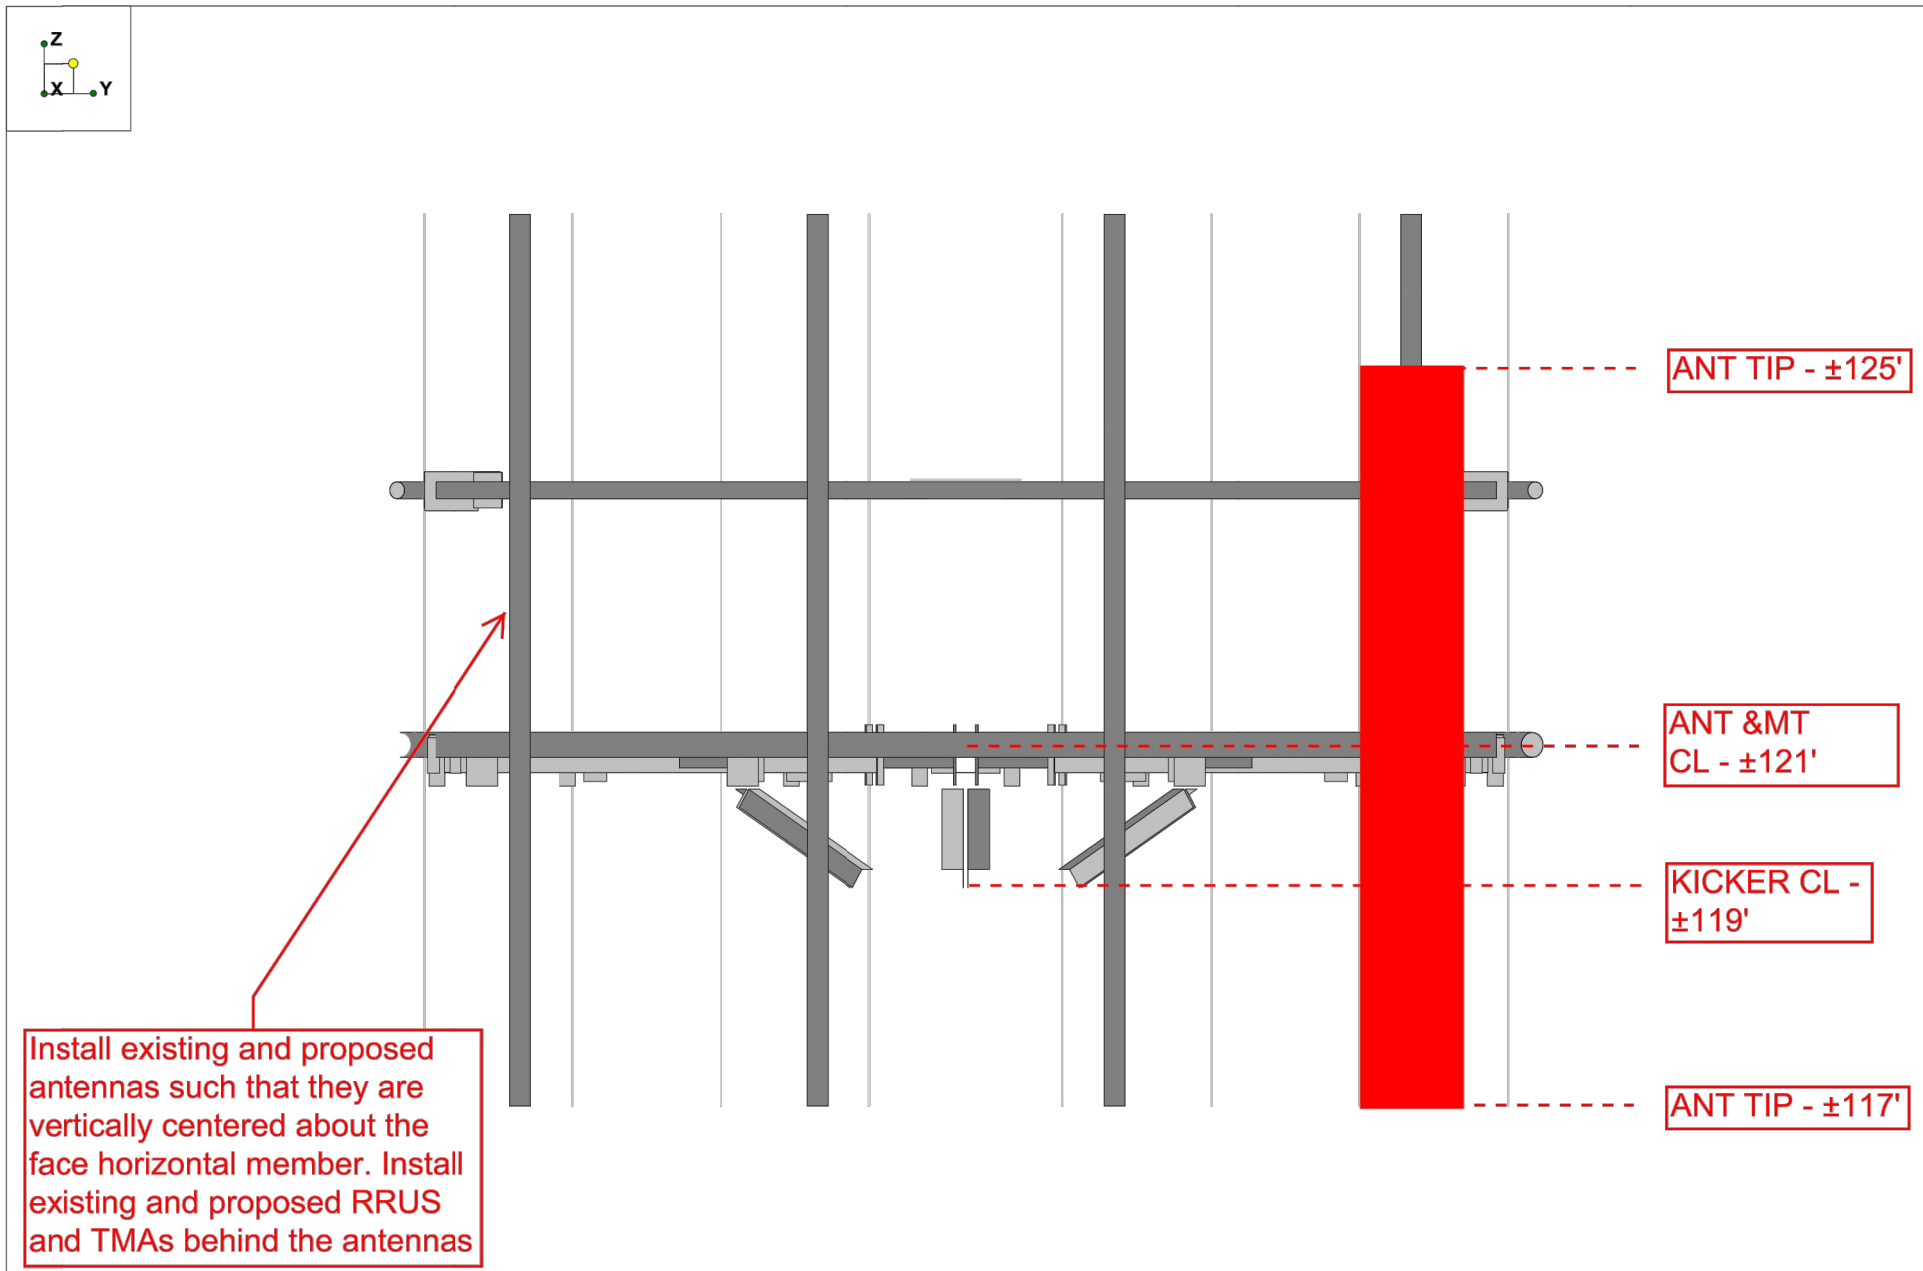 Z
X Y
ANT TIP - ±125'
ANT &MT
CL - ±121'
KICKER CL -
±119'
ANT TIP - ±117'
Install existing and proposed
antennas such that they are
vertically centered about the
face horizontal member. Install
existing and proposed RRUS
and TMAs behind the antennas